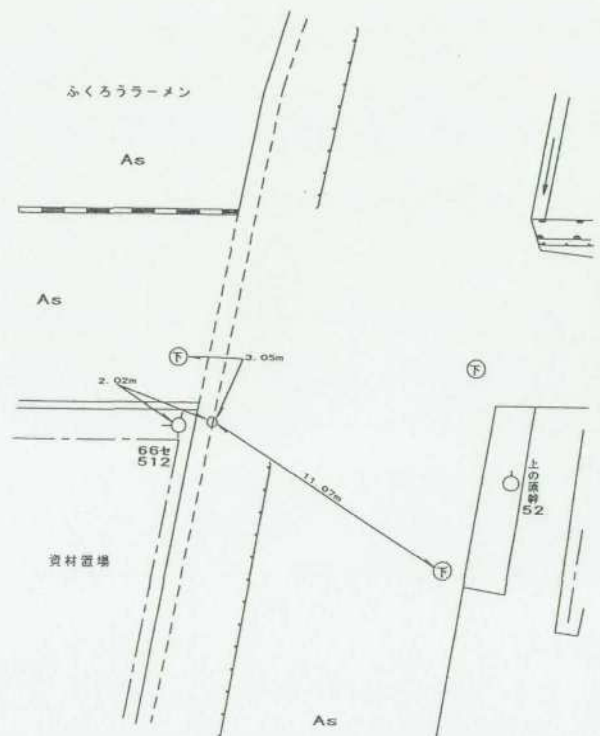 ふくろうラーメン
As
As
下
3.05m
下
2.02m
66セ
512
11.07m
上の原幹
52
資材置場
下
As